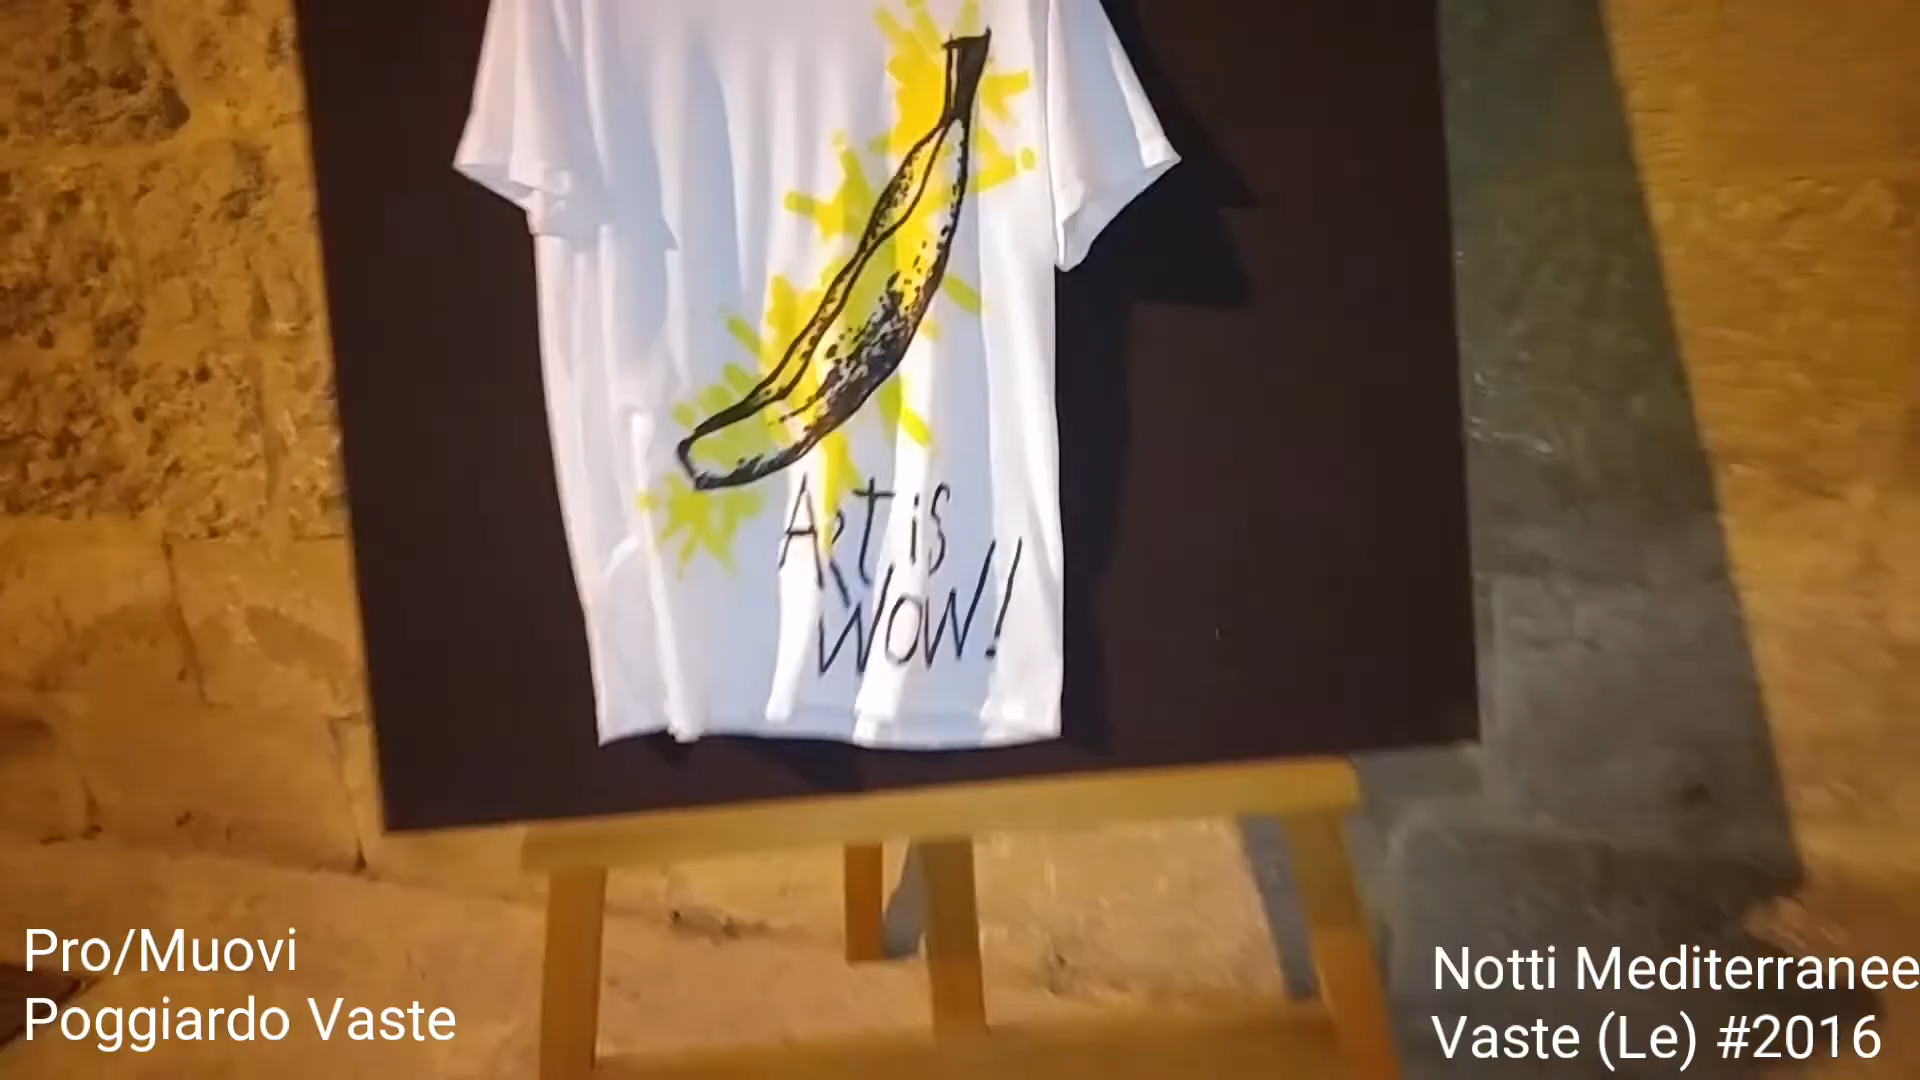 Art is
WOW!
Pro/Muovi
Poggiardo Vaste
Notti Mediterranee
Vaste (Le) #2016